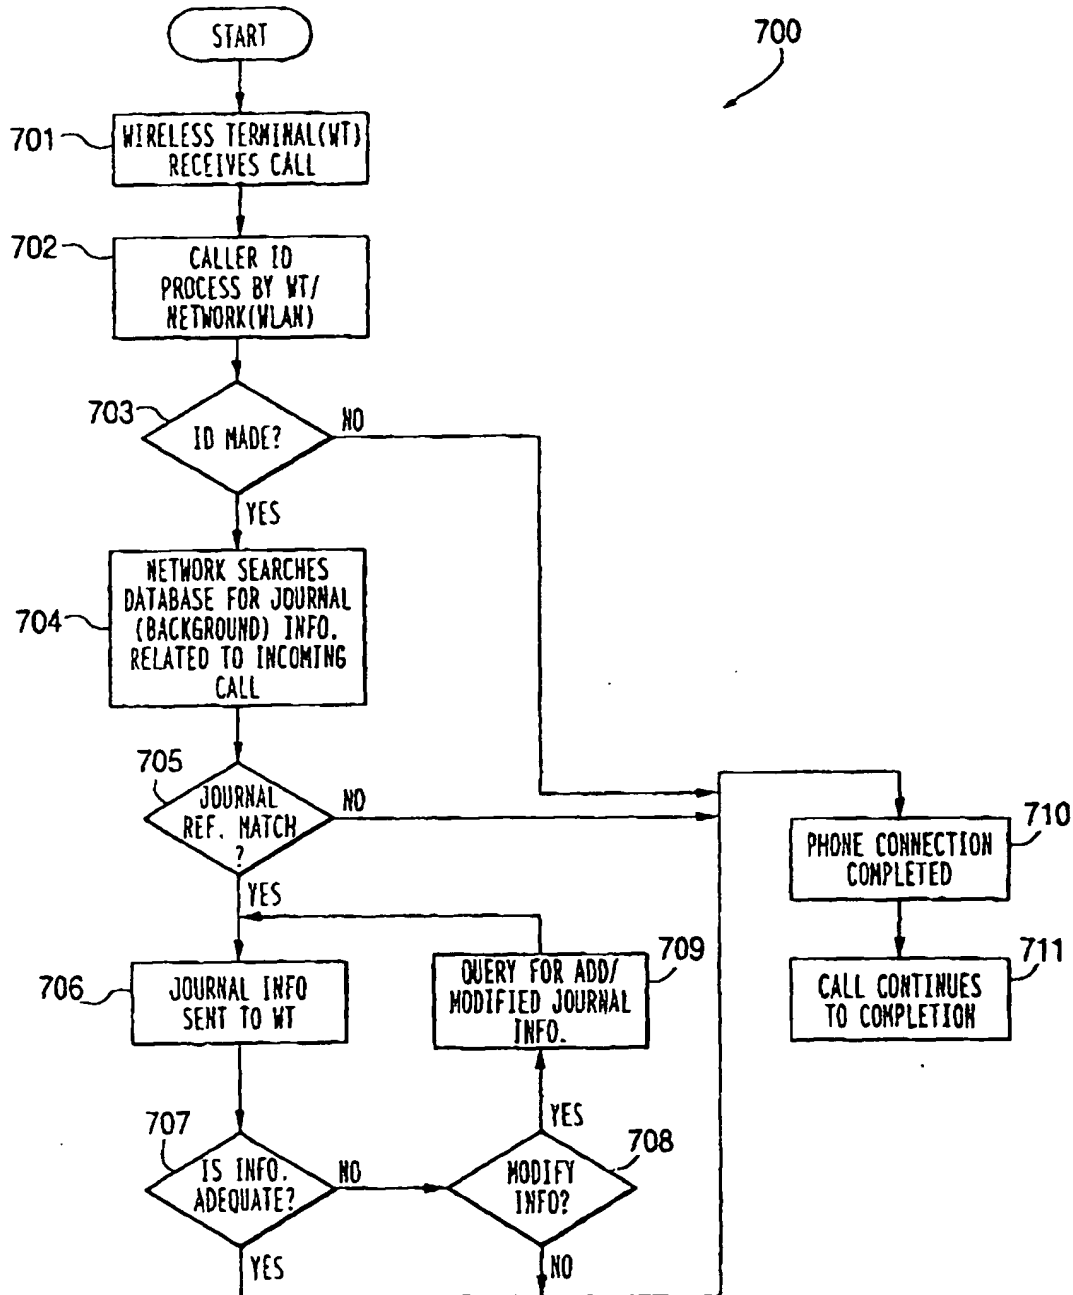 START
700
701
WIRELESS TERMINAL(WT)
RECEIVES CALL
702
CALLER ID
PROCESS BY WT/
NETWORK(WLAN)
703
ID MADE?
NO
YES
704
NETWORK SEARCHES
DATABASE FOR JOURNAL
(BACKGROUND) INFO.
RELATED TO INCOMING
CALL
705
JOURNAL
REF. MATCH
?
NO
YES
710
PHONE CONNECTION
COMPLETED
706
JOURNAL INFO
SENT TO WT
709
QUERY FOR ADD/
MODIFIED JOURNAL
INFO.
711
CALL CONTINUES
TO COMPLETION
707
IS INFO.
ADEQUATE?
NO
YES
708
MODIFY
INFO?
YES
NO